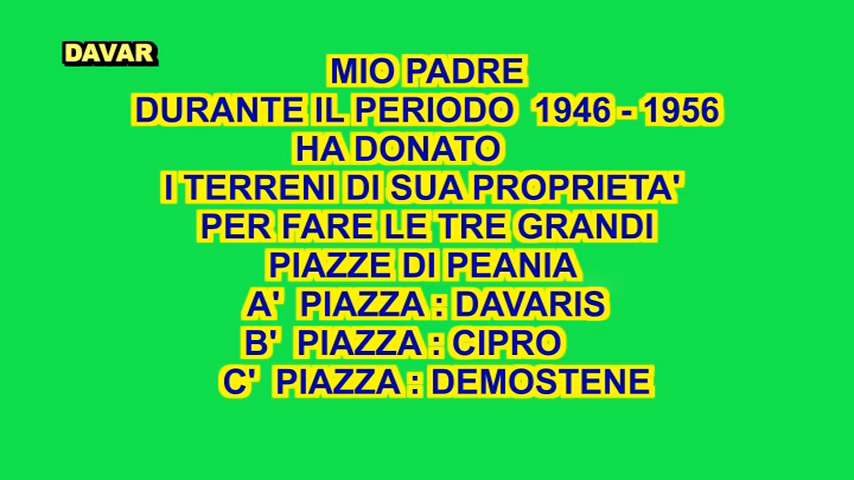 DAVAR
MIO PADRE
DURANTE IL PERIODO 1946 - 1956
HA DONATO
I TERRENI DI SUA PROPRIETA'
PER FARE LE TRE GRANDI
PIAZZE DI PEANIA
A' PIAZZA : DAVARIS
B' PIAZZA : CIPRO
C' PIAZZA : DEMOSTENE